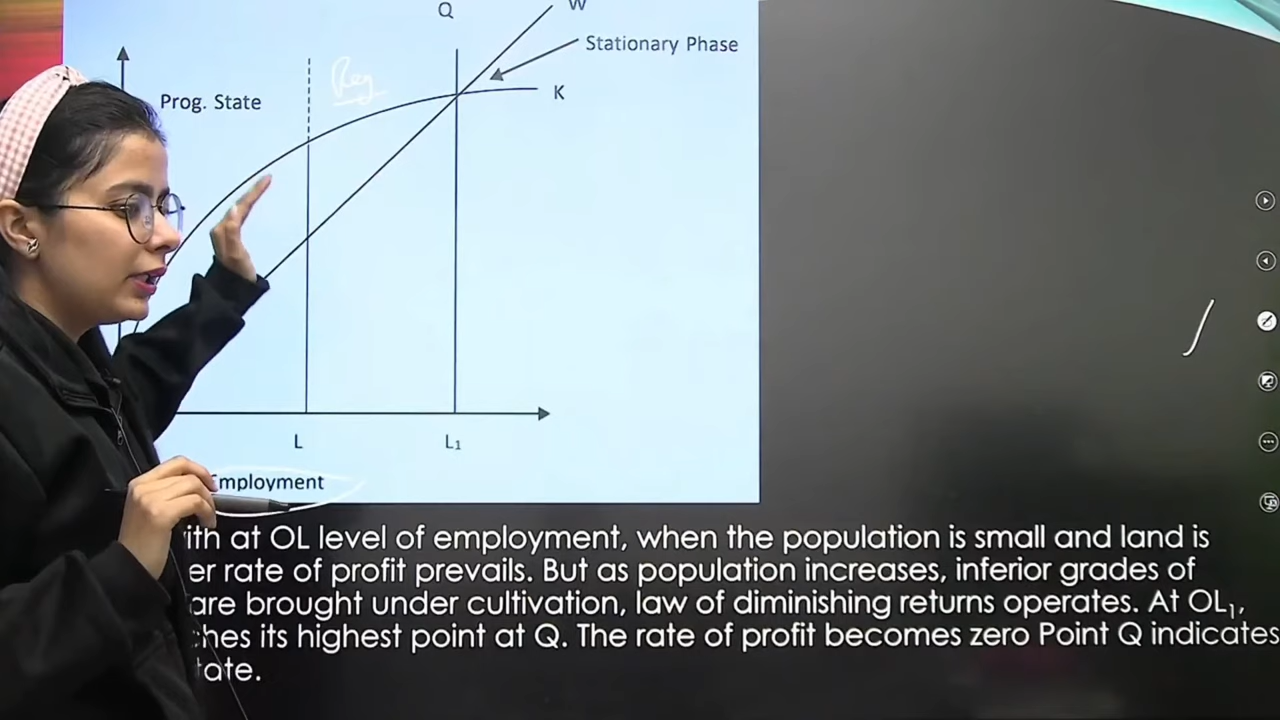 Q
W
Stationary Phase
Reg
Prog. State
K
L
L₁
Employment
with at OL level of employment, when the population is small and land is
er rate of profit prevails. But as population increases, inferior grades of
are brought under cultivation, law of diminishing returns operates. At OL₁,
ches its highest point at Q. The rate of profit becomes zero Point Q indicates
tate.